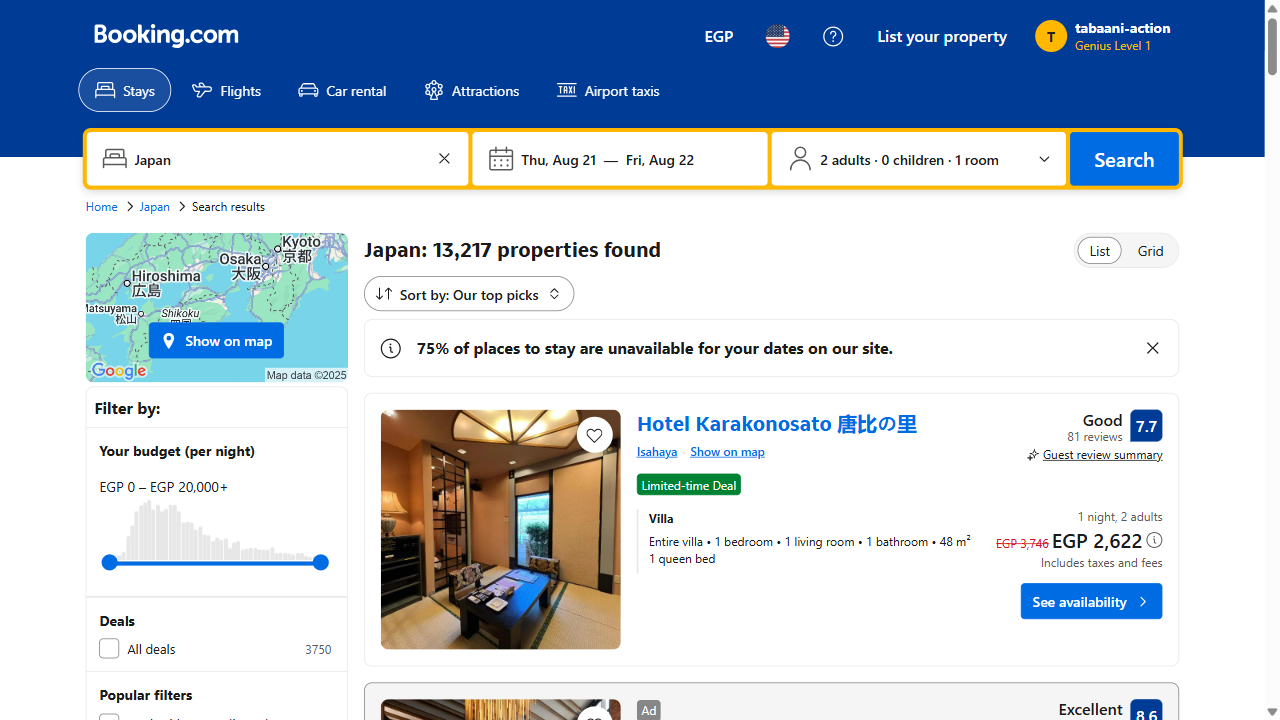 Booking.com
EGP
List your property
T
tabaani-action
Genius Level 1
Stays
Flights
Car rental
Attractions
TAXI
Airport taxis
Japan
Thu, Aug 21 — Fri, Aug 22
2 adults · 0 children · 1 room
Search
Home
Japan
Search results
Kyoto
京都
Osaka
大阪
Hiroshima
広島
Matsuyama
松山
Shikoku
Show on map
Google
Map data ©2025
Japan: 13,217 properties found
List
Grid
Sort by: Our top picks
75% of places to stay are unavailable for your dates on our site.
Filter by:
Your budget (per night)
EGP 0 – EGP 20,000+
Deals
All deals
3750
Popular filters
Hotel Karakonosato 唐比の里
Isahaya
Show on map
Limited-time Deal
Villa
Entire villa • 1 bedroom • 1 living room • 1 bathroom • 48 m²
1 queen bed
Good
7.7
81 reviews
Guest review summary
1 night, 2 adults
EGP 3,746 EGP 2,622
Includes taxes and fees
See availability
Ad
Excellent
8.6